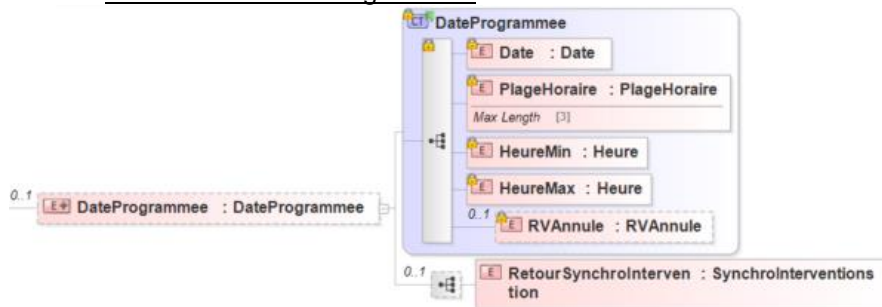 CT DateProgrammee
E Date : Date
E PlageHoraire : PlageHoraire
Max Length [3]
E HeureMin : Heure
E HeureMax : Heure
0..1
E RVAnnule : RVAnnule
0..1
E DateProgrammee : DateProgrammee
0..1
E RetourSynchroInterven : SynchroInterventions
tion